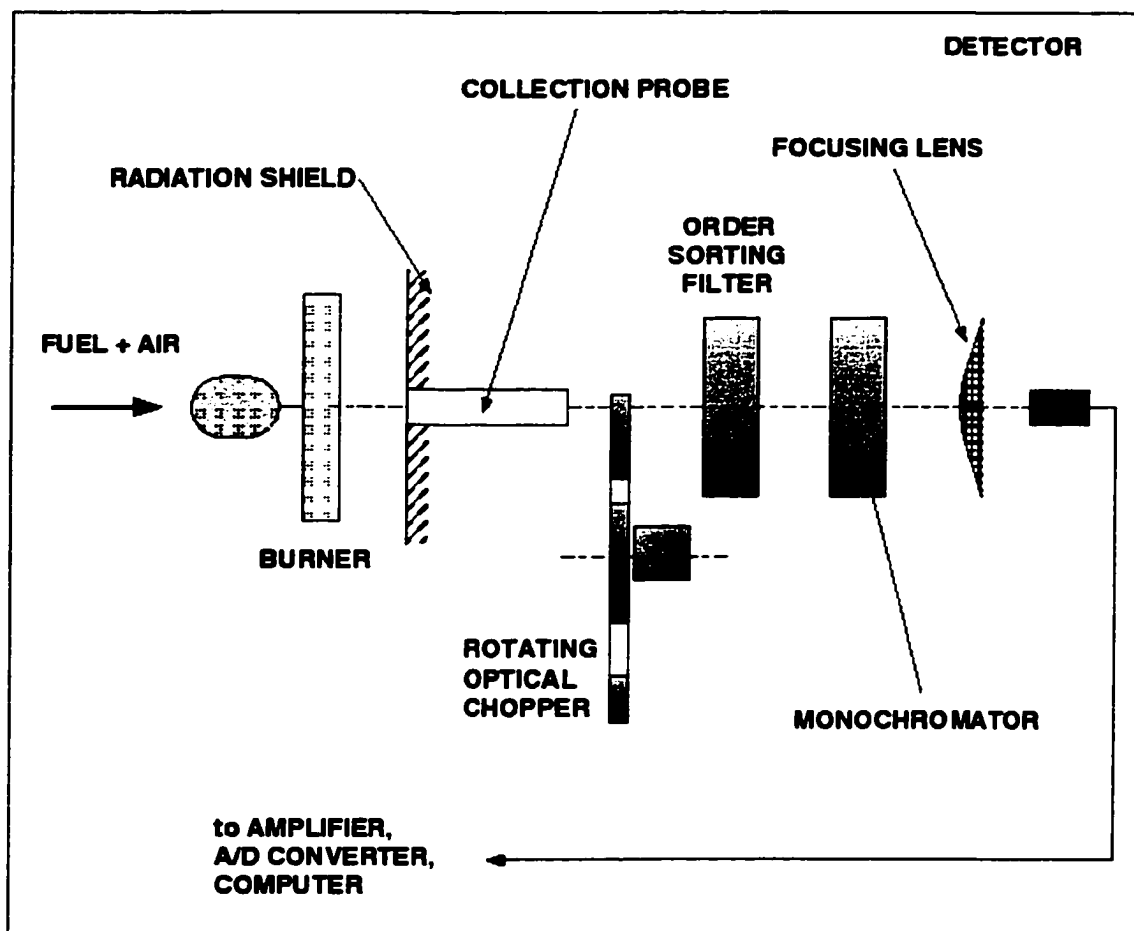 DETECTOR
COLLECTION PROBE
FOCUSING LENS
RADIATION SHIELD
ORDER
SORTING
FILTER
FUEL + AIR
BURNER
ROTATING
OPTICAL
CHOPPER
MONOCHROMATOR
to AMPLIFIER,
A/D CONVERTER,
COMPUTER